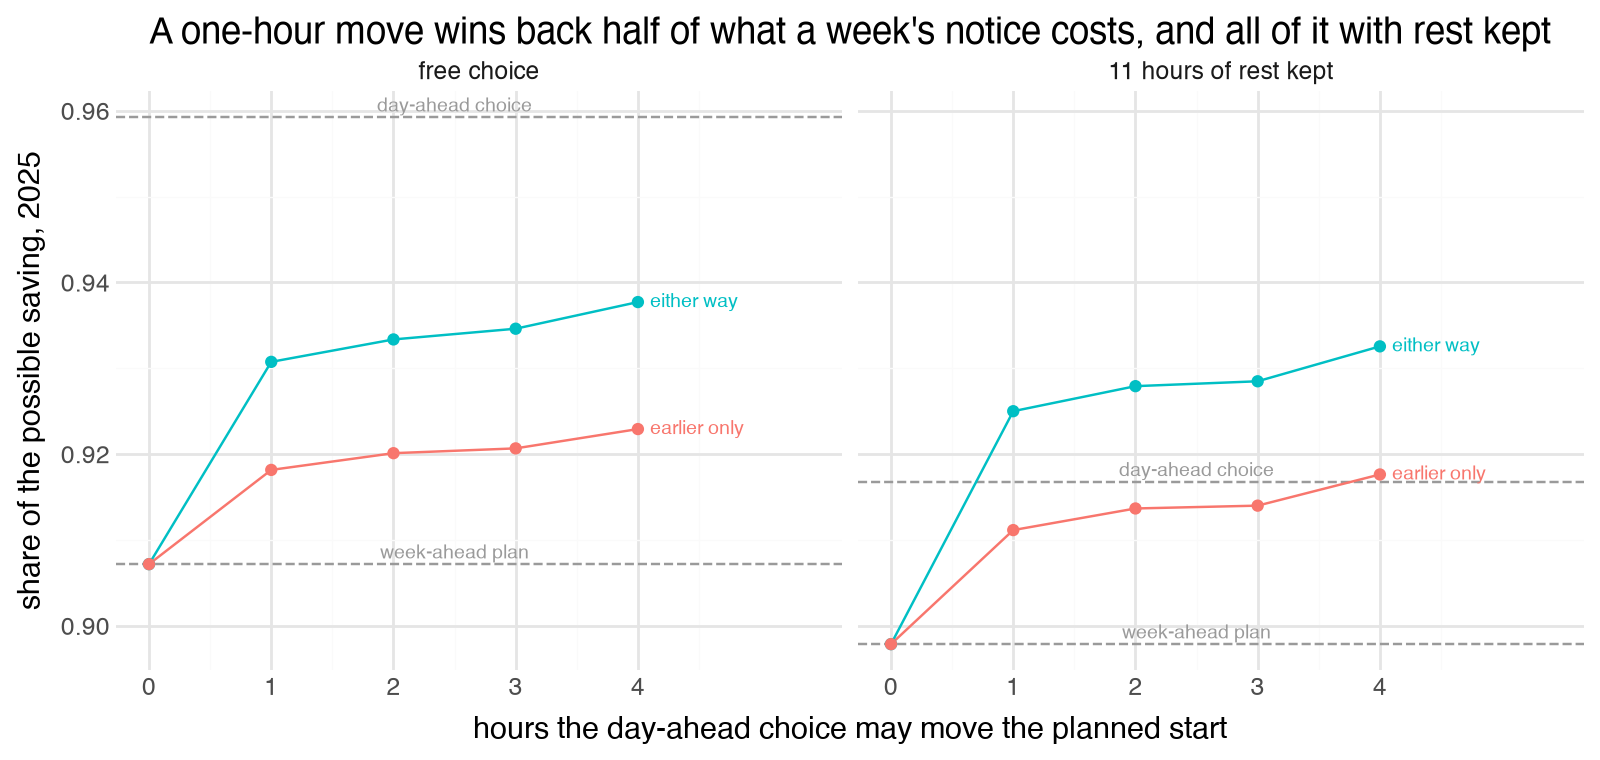 A one-hour move wins back half of what a week's notice costs, and all of it with rest kept
free choice
11 hours of rest kept
share of the possible saving, 2025
0.96
0.94
0.92
0.90
day-ahead choice
either way
earlier only
week-ahead plan
either way
day-ahead choice
earlier only
week-ahead plan
0 1 2 3 4
0 1 2 3 4
hours the day-ahead choice may move the planned start